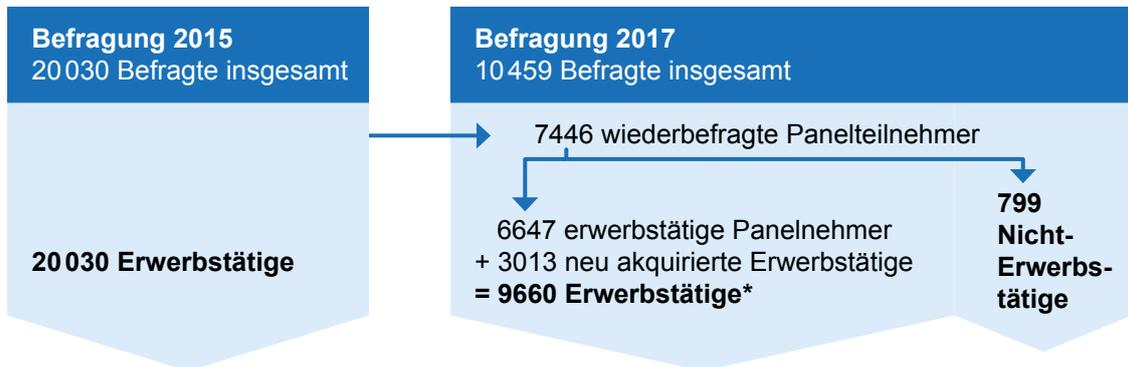 Befragung 2015
20 030 Befragte insgesamt
20 030 Erwerbstätige
Befragung 2017
10 459 Befragte insgesamt
7446 wiederbefragte Panelteilnehmer
6647 erwerbstätige Panelnehmer
+ 3013 neu akquirierte Erwerbstätige
= 9660 Erwerbstätige*
799
Nicht-
Erwerbs-
tätige